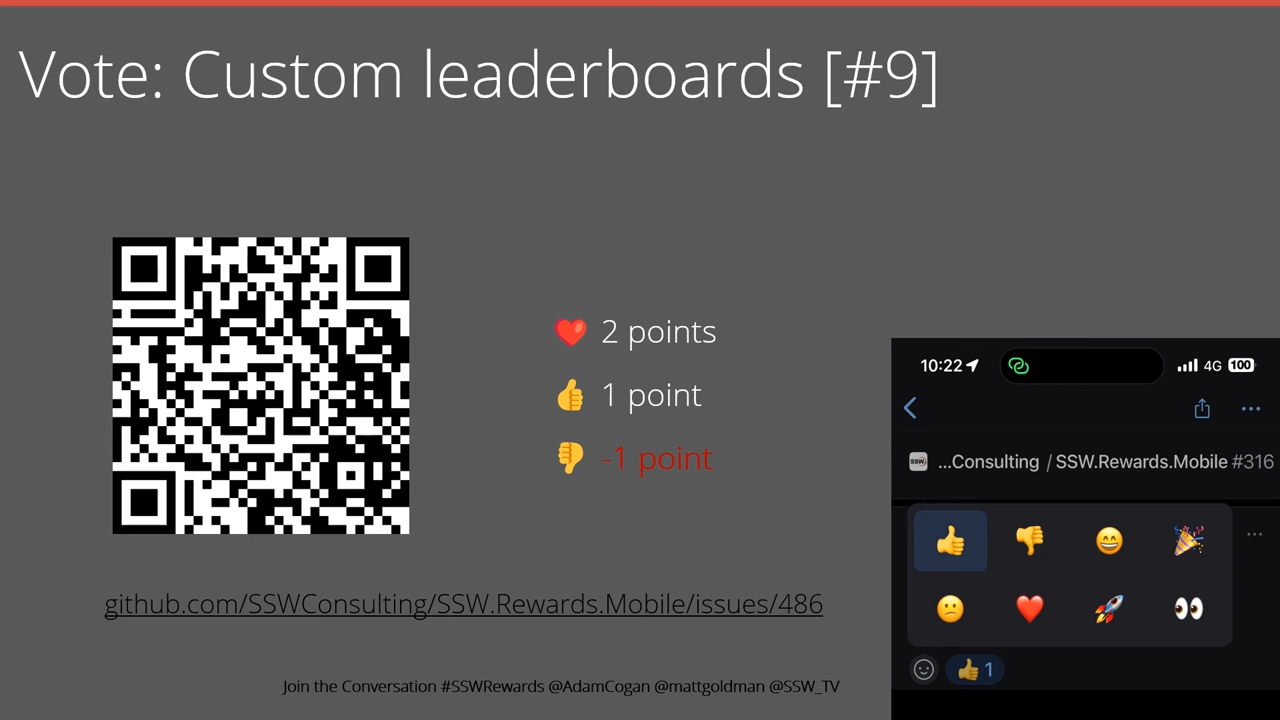 Vote: Custom leaderboards [#9]
❤️ 2 points
👍 1 point
👎 -1 point
github.com/SSWConsulting/SSW.Rewards.Mobile/issues/486
Join the Conversation #SSWRewards @AdamCogan @mattgoldman @SSW_TV
10:22 4G 100
SSW ...Consulting / SSW.Rewards.Mobile #316
👍 1